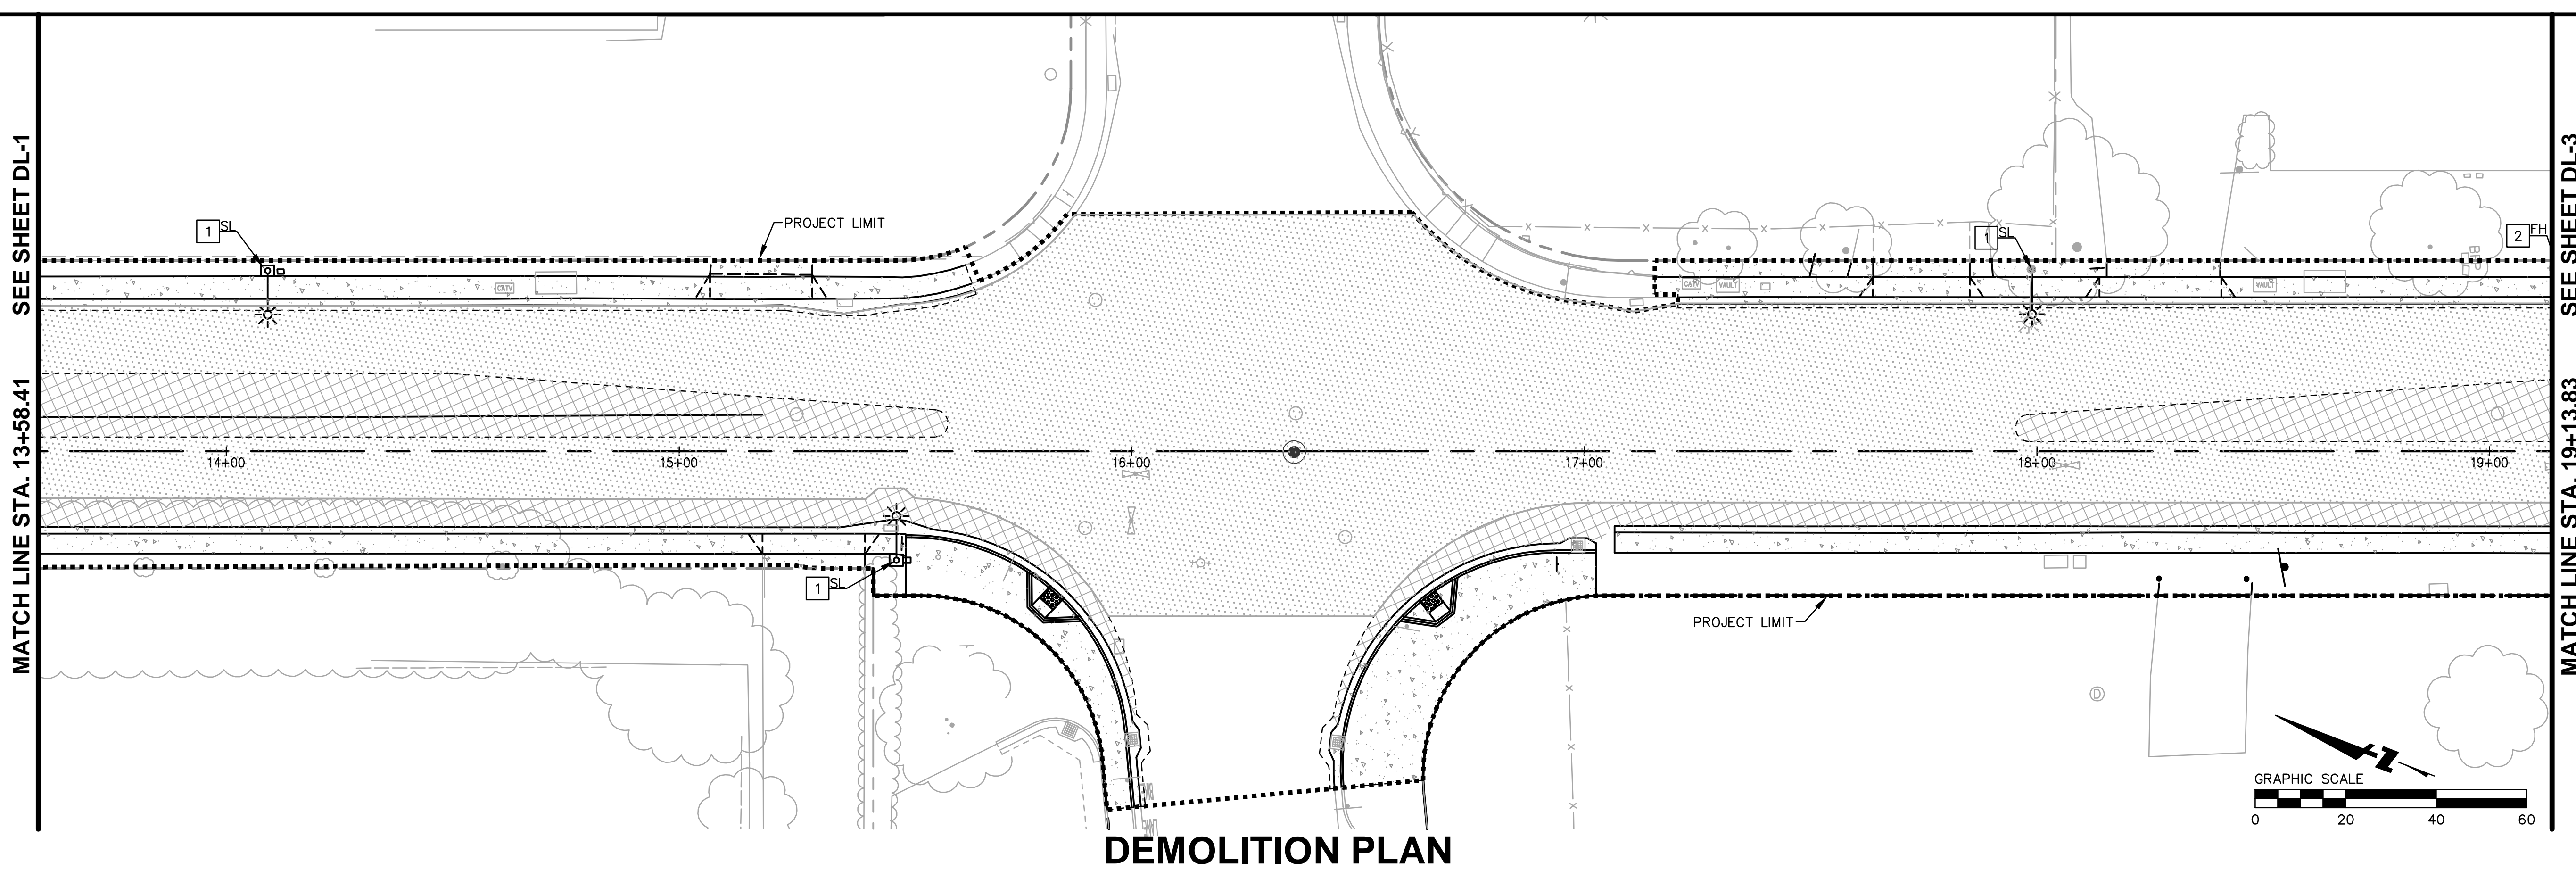 SEE SHEET DL-1
MATCH LINE STA. 13+58.41
1 SL
PROJECT LIMIT
CATV
14+00
15+00
16+00
17+00
18+00
19+00
1 SL
CATV
VAULT
1 SL
VAULT
2 FH
SEE SHEET DL-3
MATCH LINE STA. 19+13.83
PROJECT LIMIT
D
LANE
Z
GRAPHIC SCALE
0 20 40 60
DEMOLITION PLAN